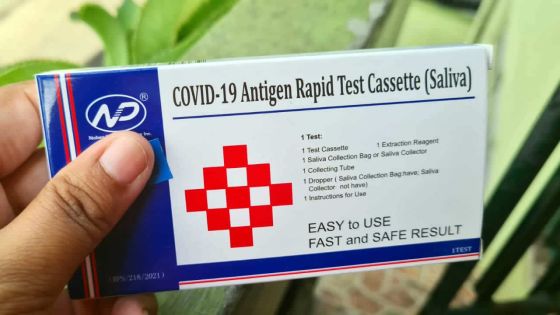 NP®
COVID-19 Antigen Rapid Test Cassette (Saliva)
1 Test:
1 Test Cassette 1 Extraction Reagent
1 Saliva Collection Bag or Saliva Collector
1 Collecting Tube
1 Dropper ( Saliva Collection Bag:have; Saliva
Collector not have)
1 Instructions for Use
EASY to USE
FAST and SAFE RESULT
1TEST